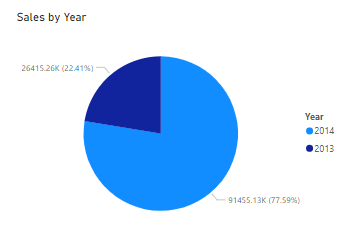 Sales by Year
26415.26K (22.41%)
Year
2014
2013
91455.13K (77.59%)